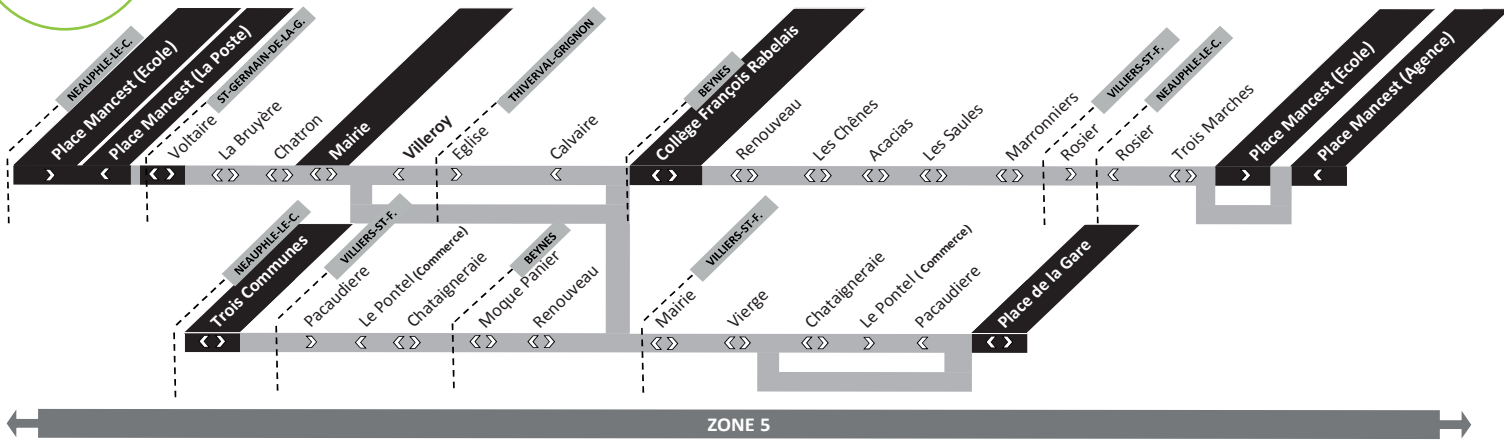 NEAUPHLE-LE-C.
Place Mancest (Ecole)
Place Mancest (La Poste)
ST-GERMAIN-DE-LA-G.
Voltaire
La Bruyère
Chatron
Mairie
Villeroy
THIVERVAL-GRIGNON
Eglise
Calvaire
BEYNES
Collège François Rabelais
Renouveau
Les Chênes
Acacias
Les Saules
Marronniers
VILLIERS-ST-F.
Rosier
NEAUPHLE-LE-C.
Rosier
Trois Marches
Place Mancest (Ecole)
Place Mancest (Agence)
NEAUPHLE-LE-C.
Trois Communes
VILLIERS-ST-F.
Pacaudiere
Le Pontel (Commerce)
Chataigneraie
BEYNES
Moque Panier
Renouveau
VILLIERS-ST-F.
Mairie
Vierge
Chataigneraie
Le Pontel (Commerce)
Pacaudiere
Place de la Gare
ZONE 5